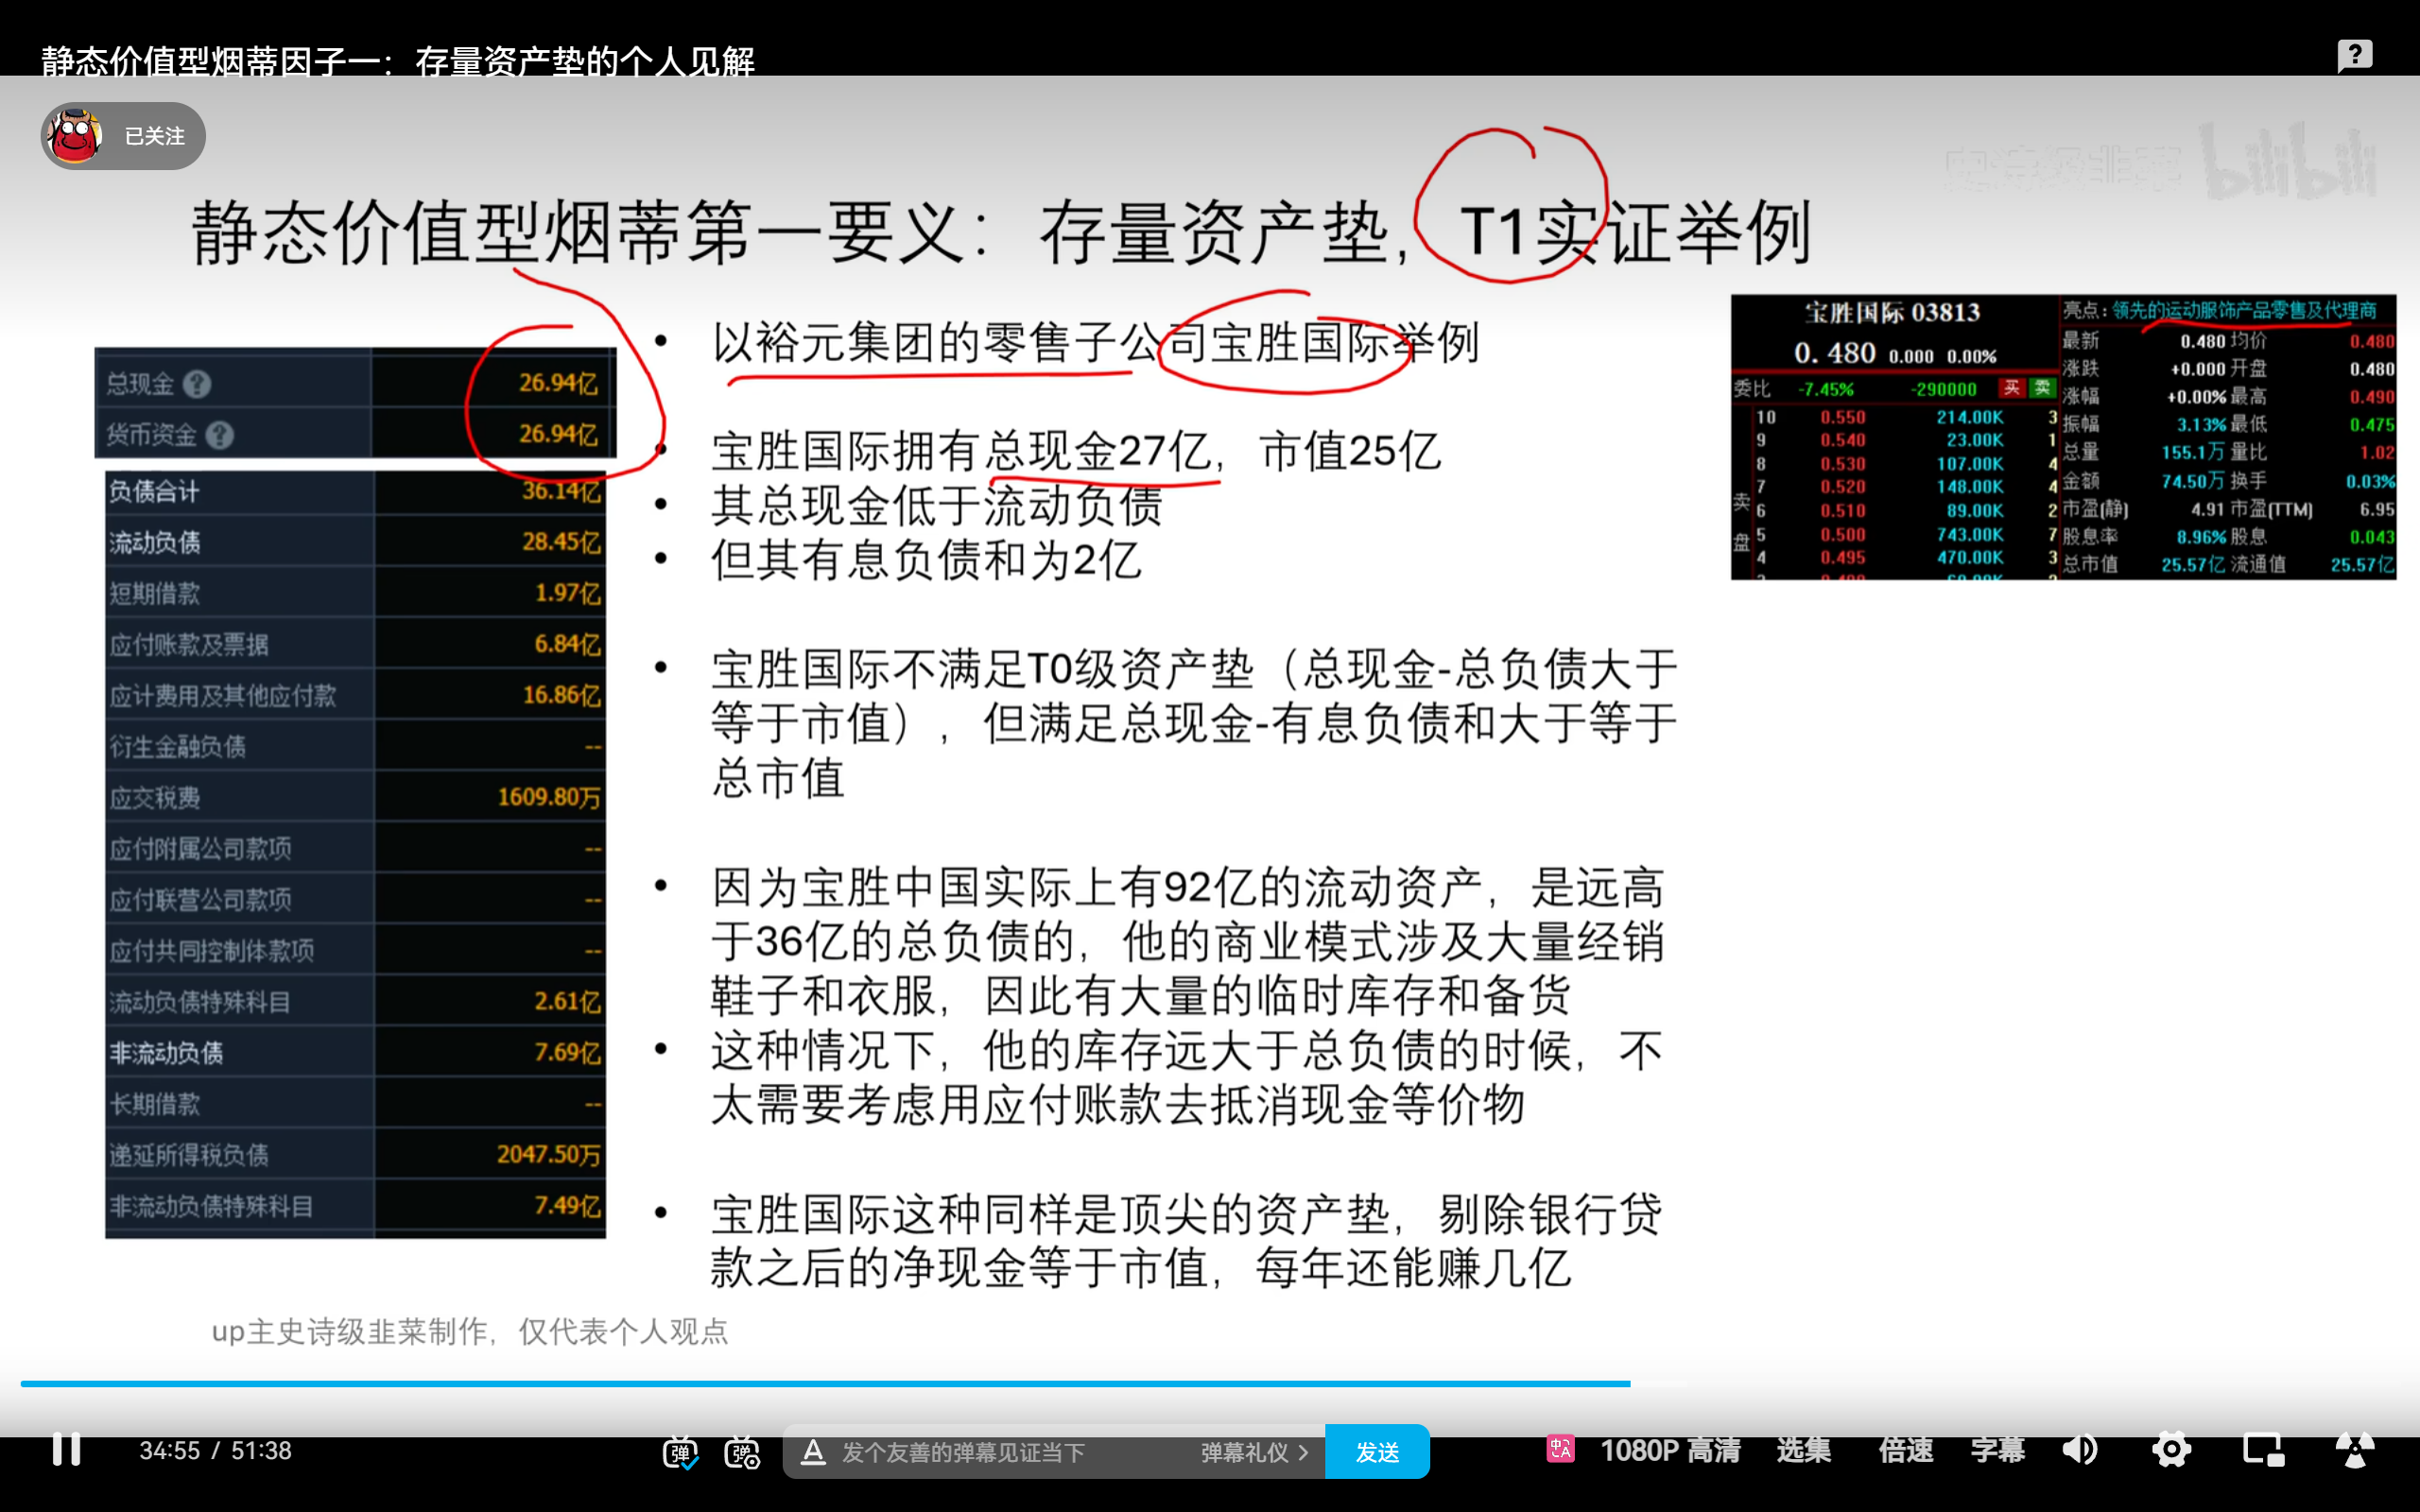 静态价值型烟蒂因子一：存量资产垫的个人见解
已关注
bilibili
静态价值型烟蒂第一要义：存量资产垫，T1实证举例
总现金 26.94亿
货币资金 26.94亿
负债合计 36.14亿
流动负债 28.45亿
短期借款 1.97亿
应付账款及票据 6.84亿
应计费用及其他应付款 16.86亿
衍生金融负债 --
应交税费 1609.80万
应付附属公司款项 --
应付联营公司款项 --
应付共同控制体款项 --
流动负债特殊科目 2.61亿
非流动负债 7.69亿
长期借款 --
递延所得税负债 2047.50万
非流动负债特殊科目 7.49亿
• 以裕元集团的零售子公司宝胜国际举例
• 宝胜国际拥有总现金27亿，市值25亿
• 其总现金低于流动负债
• 但其有息负债和为2亿
• 宝胜国际不满足T0级资产垫（总现金-总负债大于
等于市值），但满足总现金-有息负债和大于等于
总市值
• 因为宝胜中国实际上有92亿的流动资产，是远高
于36亿的总负债的，他的商业模式涉及大量经销
鞋子和衣服，因此有大量的临时库存和备货
• 这种情况下，他的库存远大于总负债的时候，不
太需要考虑用应付账款去抵消现金等价物
• 宝胜国际这种同样是顶尖的资产垫，剔除银行贷
款之后的净现金等于市值，每年还能赚几亿
宝胜国际 03813
0.480 0.000 0.00%
委比 -7.45% -290000 买 卖
卖盘
10 0.550 214.00K 3
9 0.540 23.00K 1
8 0.530 107.00K 4
7 0.520 148.00K 4
6 0.510 89.00K 2
5 0.500 743.00K 7
4 0.495 470.00K 3
亮点：领先的运动服饰产品零售及代理商
最新 0.480 均价 0.480
涨跌 +0.000 开盘 0.480
涨幅 +0.00% 最高 0.490
振幅 3.13% 最低 0.475
总量 155.1万 量比 1.02
金额 74.50万 换手 0.03%
市盈(静) 4.91 市盈(TTM) 6.95
股息率 8.96% 股息 0.043
总市值 25.57亿 流通值 25.57亿
up主史诗级韭菜制作，仅代表个人观点
34:55 / 51:38
弹
弹
A 发个友善的弹幕见证当下
弹幕礼仪 >
发送
1080P 高清
选集
倍速
字幕